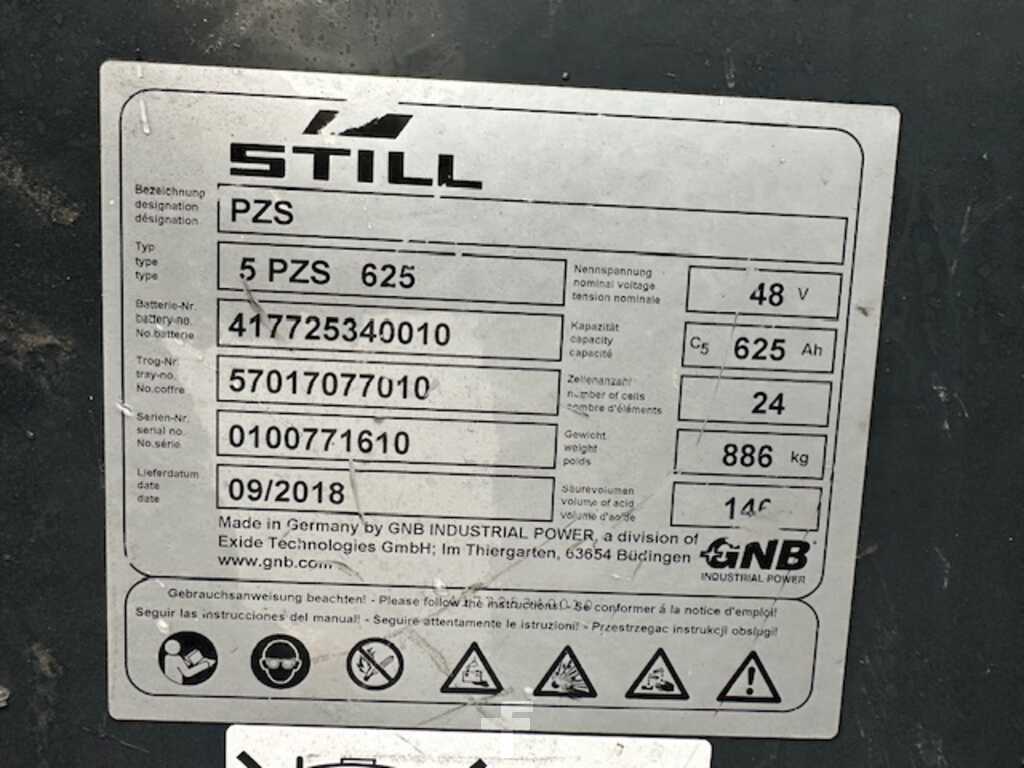 STILL
Bezeichnung
designation
désignation
PZS
Typ
type
type
5 PZS 625
Nennspannung
nominal voltage
tension nominale
48 V
Batterie-Nr.
battery-no.
No.batterie
417725340010
Kapazität
capacity
capacité
C5 625 Ah
Trog-Nr.
tray-no.
No.coffre
57017077010
Zellenanzahl
number of cells
nombre d'éléments
24
Serien-Nr.
serial no.
No.série
0100771610
Gewicht
weight
poids
886 kg
Lieferdatum
date
date
09/2018
Säurevolumen
volume of acid
volume d'acide
Made in Germany by GNB INDUSTRIAL POWER, a division of
Exide Technologies GmbH; Im Thiergarten, 63654 Büdingen
www.gnb.com
GNB
INDUSTRIAL POWER
Gebrauchsanweisung beachten! - Please follow the instructions! - Se conformer á la notice d'emploi!
Seguir las instrucciones del manual! - Seguire attentamente le istruzioni! - Przestrzegac instrukcji obslugi!